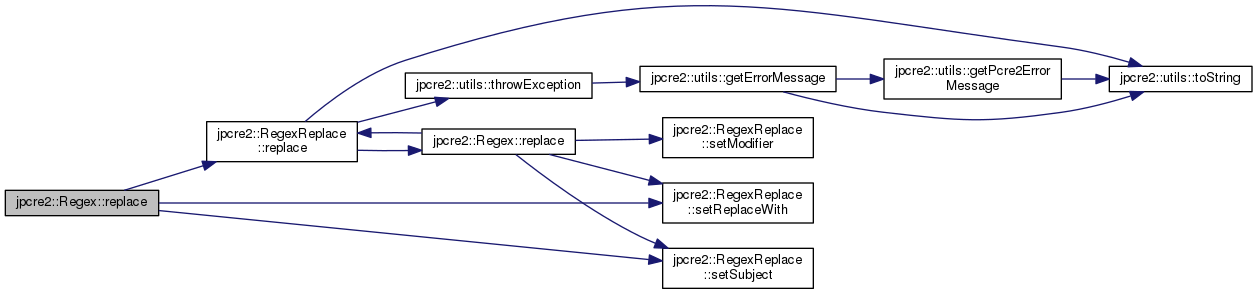 jpcre2::Regex::replace
jpcre2::RegexReplace
::replace
jpcre2::utils::throwException
jpcre2::Regex::replace
jpcre2::utils::getErrorMessage
jpcre2::RegexReplace
::setModifier
jpcre2::RegexReplace
::setReplaceWith
jpcre2::RegexReplace
::setSubject
jpcre2::utils::getPcre2Error
Message
jpcre2::utils::toString